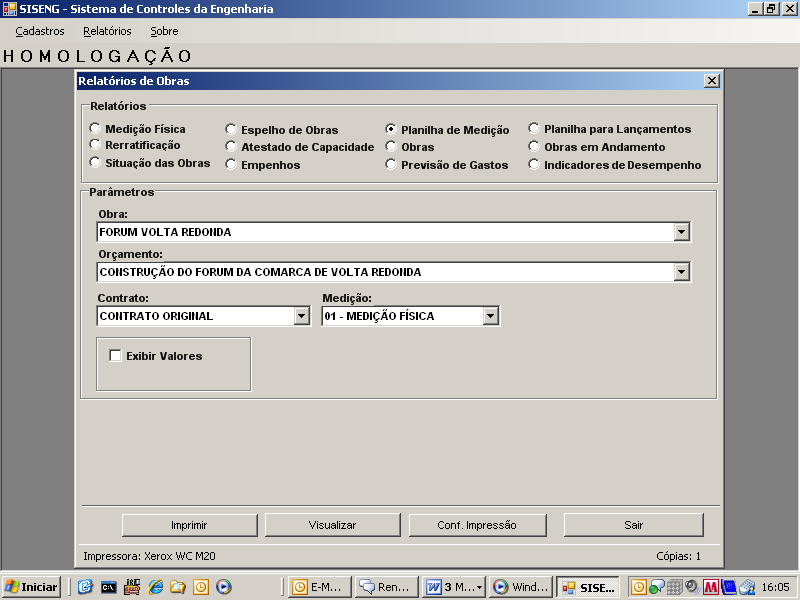 SISENG - Sistema de Controles da Engenharia
Cadastros Relatórios Sobre
HOMOLOGAÇÃO
Relatórios de Obras
Relatórios
Medição Física Espelho de Obras Planilha de Medição Planilha para Lançamentos
Rerratificação Atestado de Capacidade Obras Obras em Andamento
Situação das Obras Empenhos Previsão de Gastos Indicadores de Desempenho
Parâmetros
Obra:
FORUM VOLTA REDONDA
Orçamento:
CONSTRUÇÃO DO FORUM DA COMARCA DE VOLTA REDONDA
Contrato: Medição:
CONTRATO ORIGINAL 01 - MEDIÇÃO FÍSICA
Exibir Valores
Imprimir Visualizar Conf. Impressão Sair
Impressora: Xerox WC M20 Cópias: 1
Iniciar E-M... Ren... 3 M... Wind... SISE... 16:05